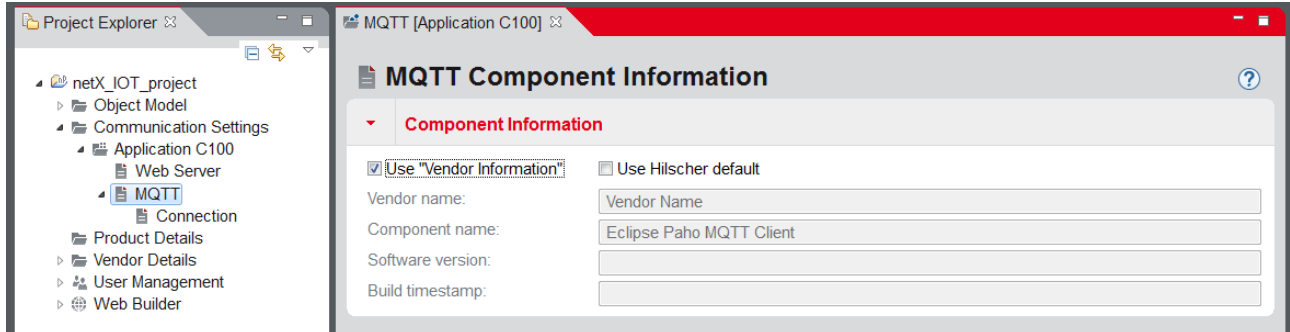 Project Explorer
netX_IOT_project
Object Model
Communication Settings
Application C100
Web Server
MQTT
Connection
Product Details
Vendor Details
User Management
Web Builder
MQTT [Application C100]
MQTT Component Information
?
Component Information
Use "Vendor Information" Use Hilscher default
Vendor name: Vendor Name
Component name: Eclipse Paho MQTT Client
Software version:
Build timestamp: